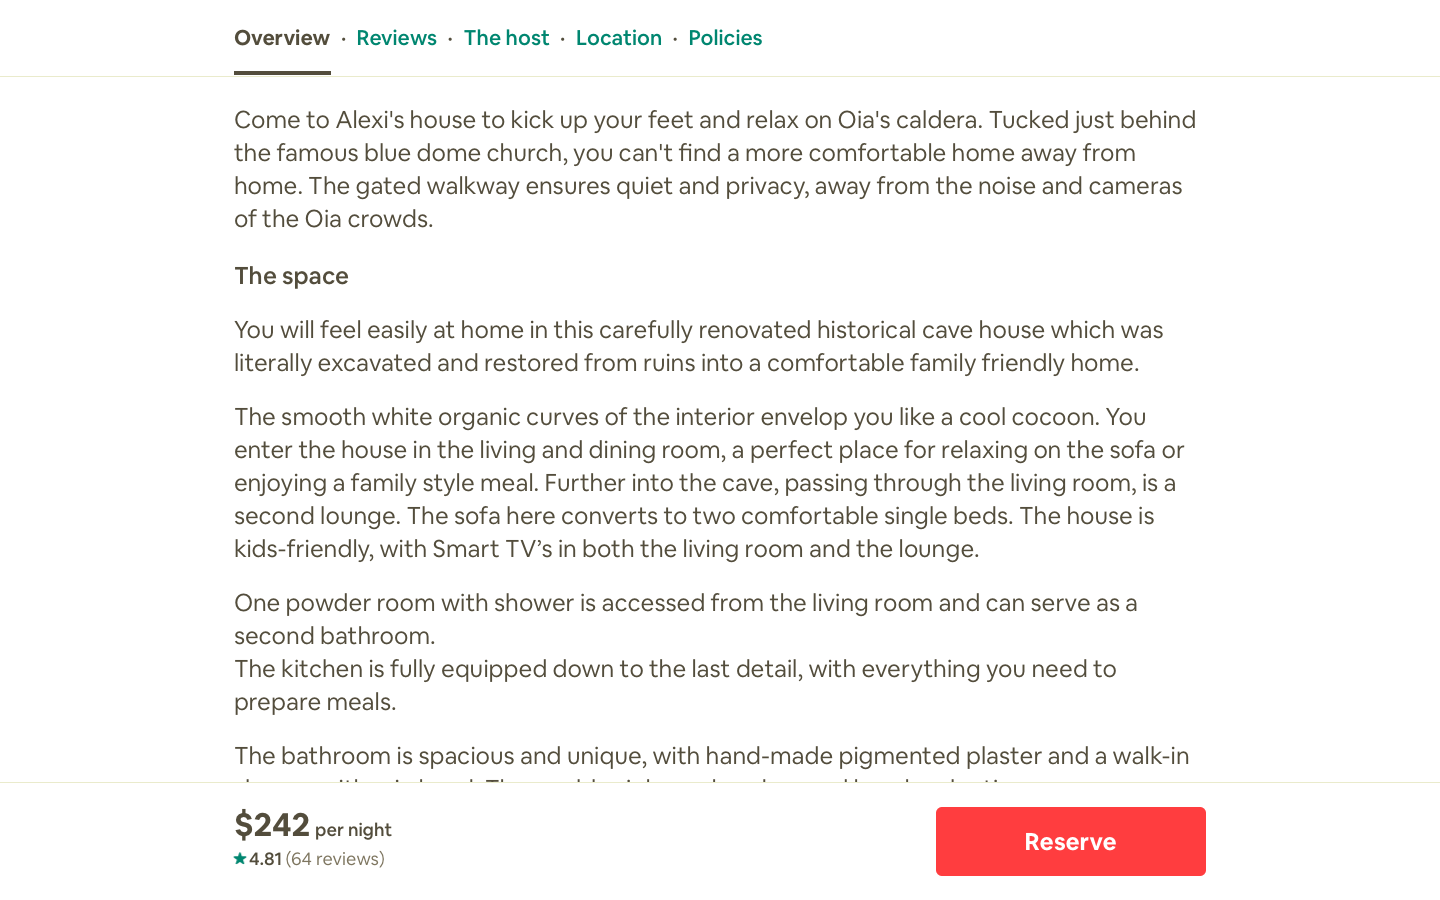 Overview · Reviews · The host · Location · Policies
Come to Alexi's house to kick up your feet and relax on Oia's caldera. Tucked just behind
the famous blue dome church, you can't find a more comfortable home away from
home. The gated walkway ensures quiet and privacy, away from the noise and cameras
of the Oia crowds.
The space
You will feel easily at home in this carefully renovated historical cave house which was
literally excavated and restored from ruins into a comfortable family friendly home.
The smooth white organic curves of the interior envelop you like a cool cocoon. You
enter the house in the living and dining room, a perfect place for relaxing on the sofa or
enjoying a family style meal. Further into the cave, passing through the living room, is a
second lounge. The sofa here converts to two comfortable single beds. The house is
kids-friendly, with Smart TV’s in both the living room and the lounge.
One powder room with shower is accessed from the living room and can serve as a
second bathroom.
The kitchen is fully equipped down to the last detail, with everything you need to
prepare meals.
The bathroom is spacious and unique, with hand-made pigmented plaster and a walk-in
$242 per night
4.81 (64 reviews)
Reserve